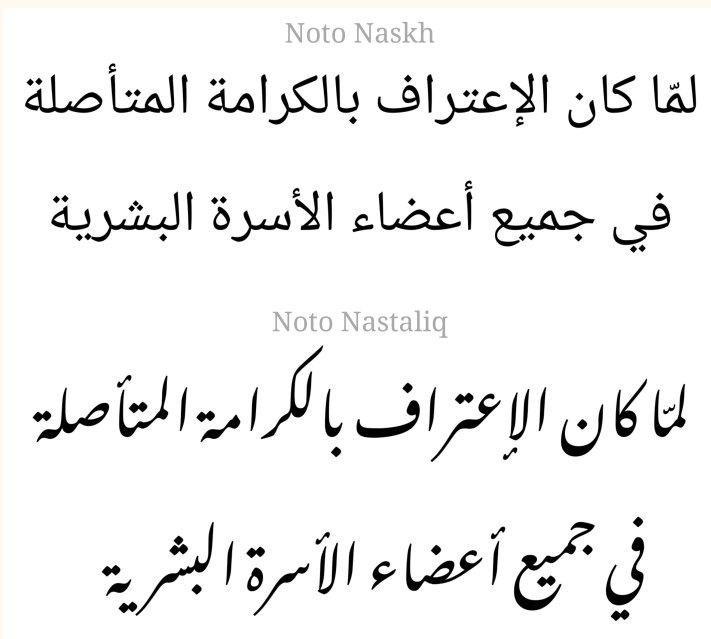 Noto Naskh
لمّا كان الإعتراف بالكرامة المتأصلة
في جميع أعضاء الأسرة البشرية
Noto Nastaliq
لمّا كان الإعتراف بالكرامة المتأصلة
في جميع أعضاء الأسرة البشرية